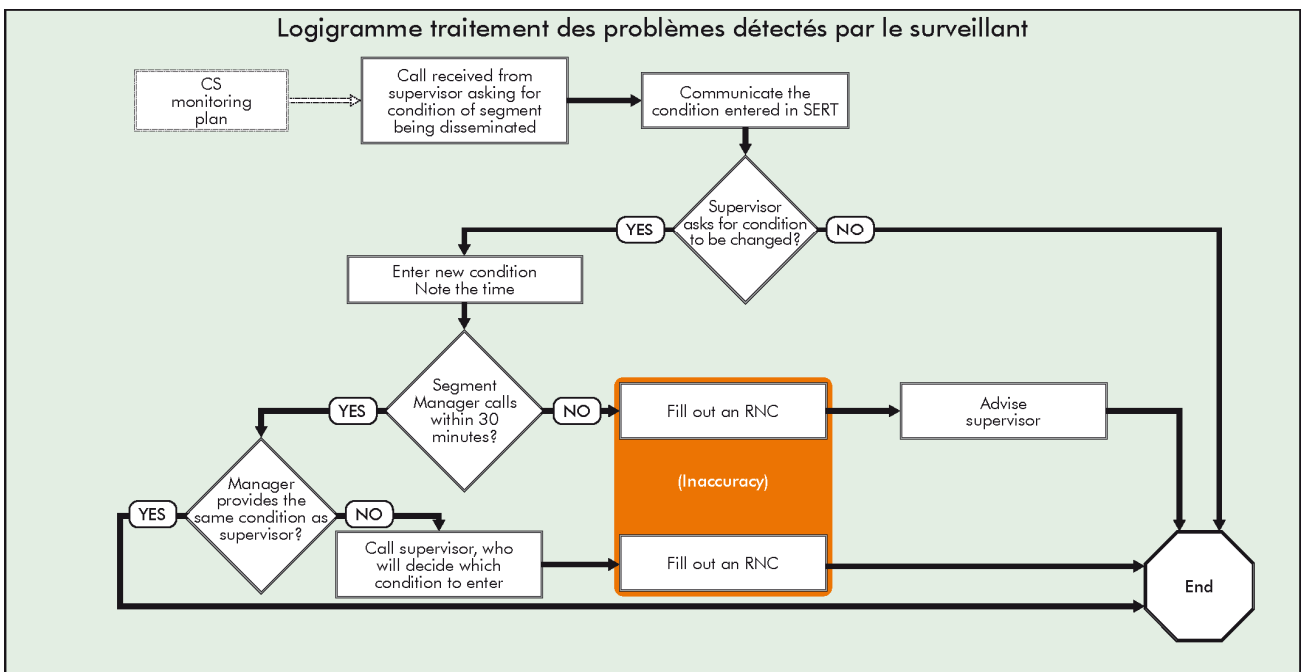 Logigramme traitement des problèmes détectés par le surveillant
CS
monitoring
plan
Call received from
supervisor asking for
condition of segment
being disseminated
Communicate the
condition entered in SERT
Supervisor
asks for condition
to be changed?
YES
NO
Enter new condition
Note the time
Segment
Manager calls
within 30
minutes?
YES
NO
Fill out an RNC
Advise
supervisor
(Inaccuracy)
Manager
provides the
same condition as
supervisor?
YES
NO
Call supervisor, who
will decide which
condition to enter
Fill out an RNC
End